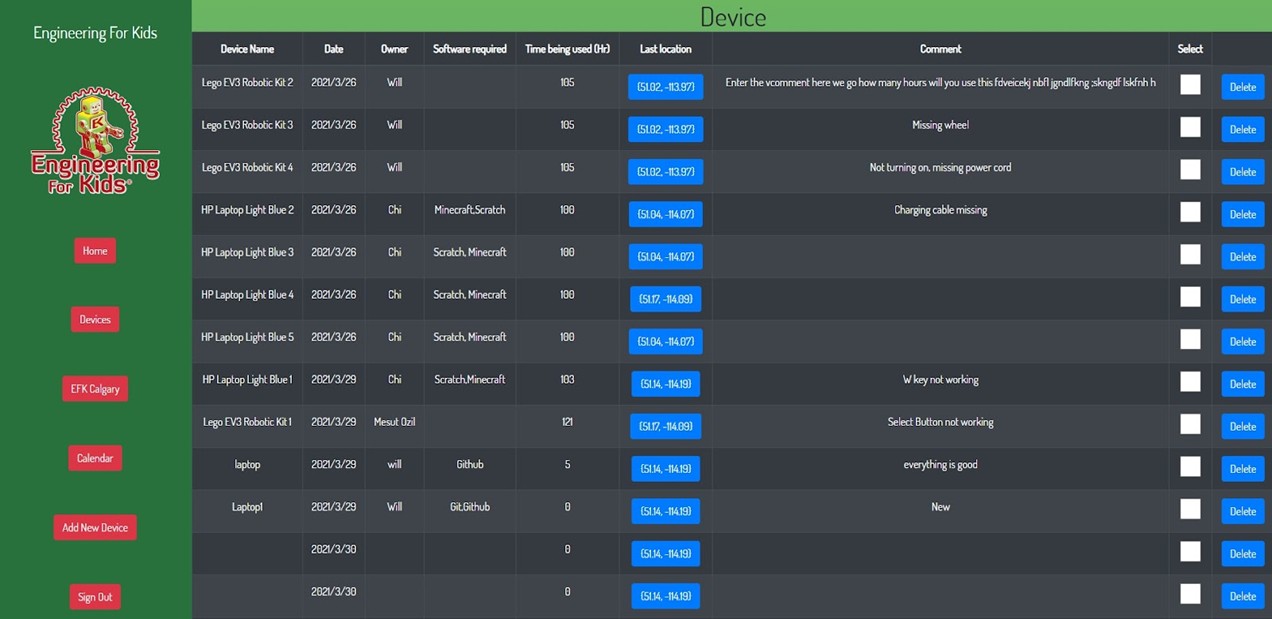 Engineering For Kids
Engineering
For Kids®
Home
Devices
EFK Calgary
Calendar
Add New Device
Sign Out
Device
Device Name Date Owner Software required Time being used (Hr) Last location Comment Select
Lego EV3 Robotic Kit 2 2021/3/26 Will 105 (51.02, -113.97) Enter the vcomment here we go how many hours will you use this fdveicekj nbfl jgndlfkng ;skngdf lskfnh h Delete
Lego EV3 Robotic Kit 3 2021/3/26 Will 105 (51.02, -113.97) Missing wheel Delete
Lego EV3 Robotic Kit 4 2021/3/26 Will 105 (51.02, -113.97) Not turning on, missing power cord Delete
HP Laptop Light Blue 2 2021/3/26 Chi Minecraft,Scratch 100 (51.04, -114.07) Charging cable missing Delete
HP Laptop Light Blue 3 2021/3/26 Chi Scratch, Minecraft 100 (51.04, -114.07) Delete
HP Laptop Light Blue 4 2021/3/26 Chi Scratch, Minecraft 100 (51.17, -114.09) Delete
HP Laptop Light Blue 5 2021/3/26 Chi Scratch, Minecraft 100 (51.04, -114.07) Delete
HP Laptop Light Blue 1 2021/3/29 Chi Scratch,Minecraft 103 (51.14, -114.19) W key not working Delete
Lego EV3 Robotic Kit 1 2021/3/29 Mesut Ozil 121 (51.17, -114.09) Select Button not working Delete
laptop 2021/3/29 will Github 5 (51.14, -114.19) everything is good Delete
Laptop1 2021/3/29 Will Git,Github 0 (51.14, -114.19) New Delete
2021/3/30 0 (51.14, -114.19) Delete
2021/3/30 0 (51.14, -114.19) Delete